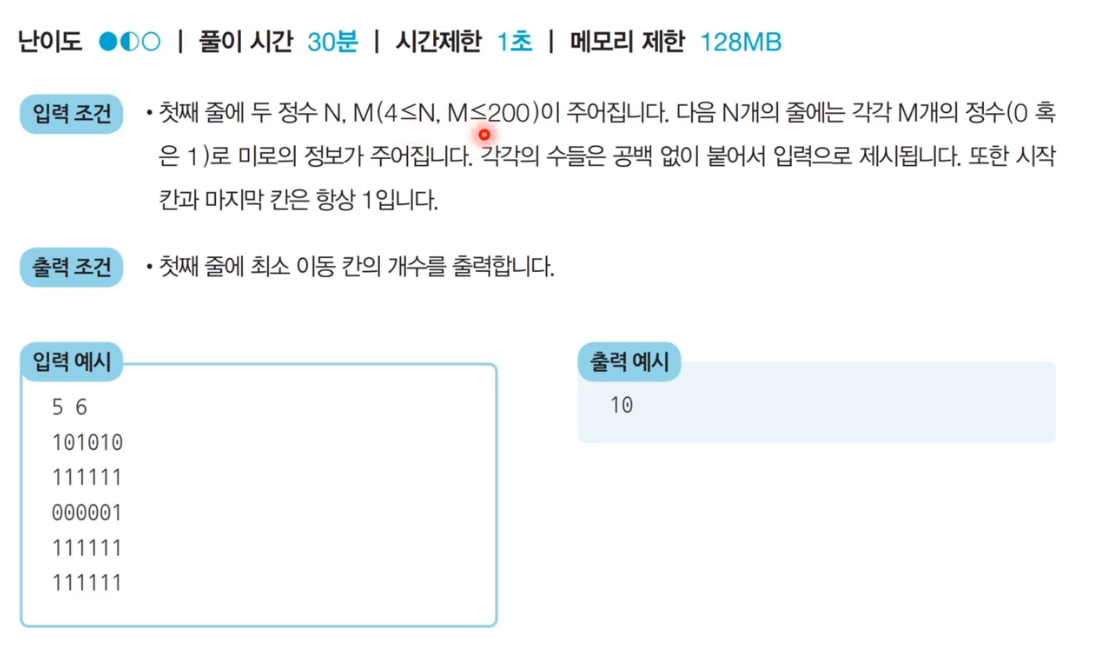 난이도 ●◐○ | 풀이 시간 30분 | 시간제한 1초 | 메모리 제한 128MB
입력 조건 • 첫째 줄에 두 정수 N, M(4≤N, M≤200)이 주어집니다. 다음 N개의 줄에는 각각 M개의 정수(0 혹
은 1)로 미로의 정보가 주어집니다. 각각의 수들은 공백 없이 붙어서 입력으로 제시됩니다. 또한 시작
칸과 마지막 칸은 항상 1입니다.
출력 조건 • 첫째 줄에 최소 이동 칸의 개수를 출력합니다.
입력 예시
5 6
101010
111111
000001
111111
111111
출력 예시
10